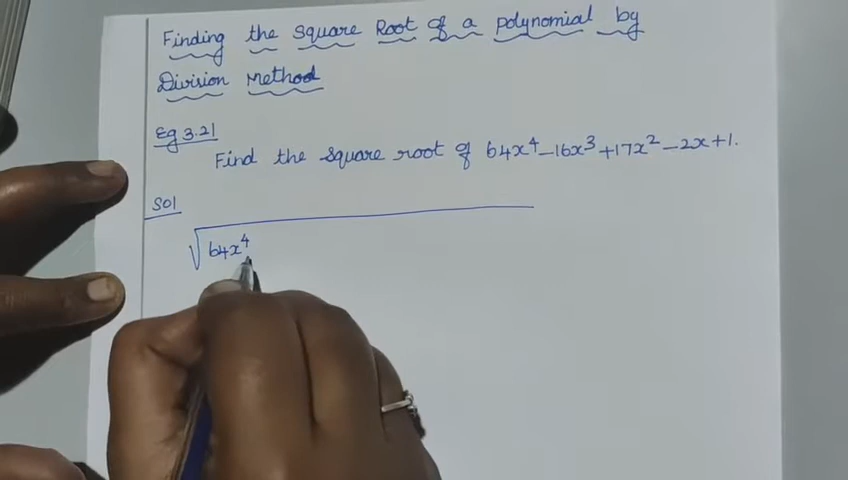 Finding the Square Root of a polynomial by
Division Method
Eg 3.21
Find the square root of 64x⁴-16x³+17x²-2x+1.
Sol
√64x⁴